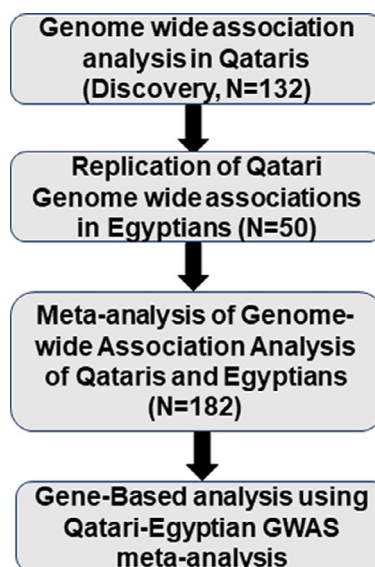 Genome wide association
analysis in Qataris
(Discovery, N=132)
Replication of Qatari
Genome wide associations
in Egyptians (N=50)
Meta-analysis of Genome-
wide Association Analysis
of Qataris and Egyptians
(N=182)
Gene-Based analysis using
Qatari-Egyptian GWAS
meta-analysis